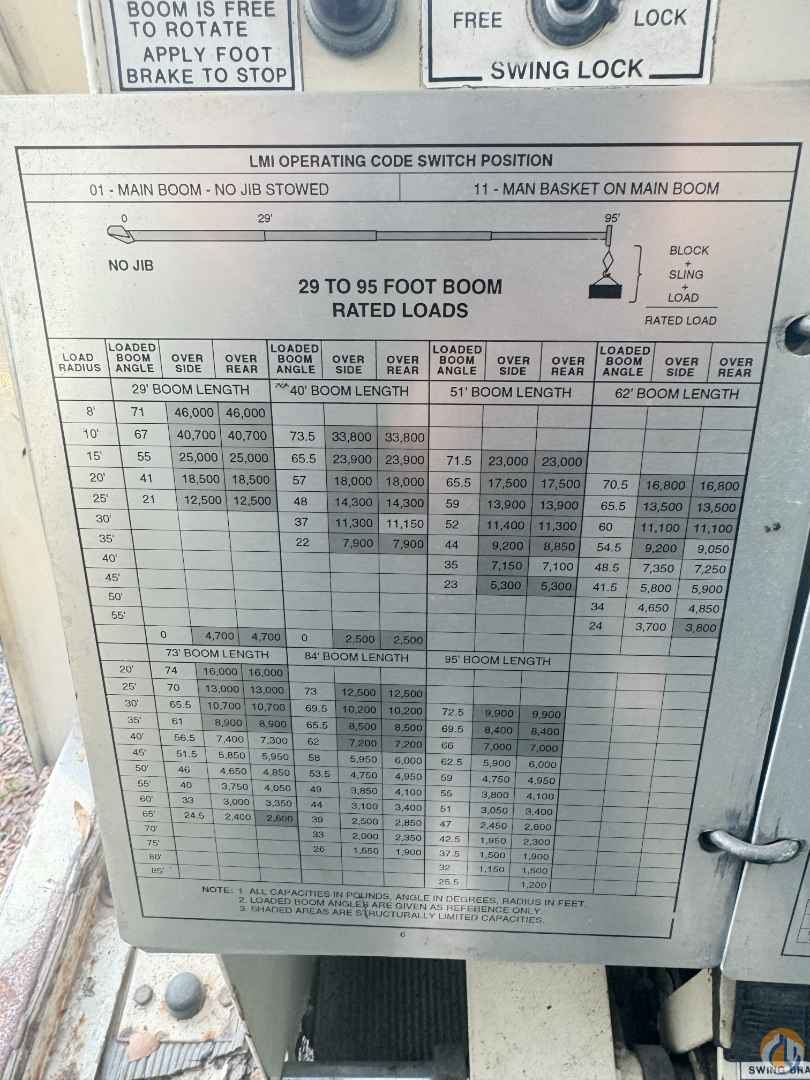 BOOM IS FREE
TO ROTATE
APPLY FOOT
BRAKE TO STOP
FREE LOCK
SWING LOCK
LMI OPERATING CODE SWITCH POSITION
01 - MAIN BOOM - NO JIB STOWED 11 - MAN BASKET ON MAIN BOOM
0 29' 95'
NO JIB
BLOCK
+
SLING
+
LOAD
RATED LOAD
29 TO 95 FOOT BOOM
RATED LOADS
LOAD RADIUS LOADED BOOM ANGLE OVER SIDE OVER REAR LOADED BOOM ANGLE OVER SIDE OVER REAR LOADED BOOM ANGLE OVER SIDE OVER REAR LOADED BOOM ANGLE OVER SIDE OVER REAR
29' BOOM LENGTH 40' BOOM LENGTH 51' BOOM LENGTH 62' BOOM LENGTH
8' 71 46,000 46,000
10' 67 40,700 40,700 73.5 33,800 33,800
15' 55 25,000 25,000 65.5 23,900 23,900 71.5 23,000 23,000
20' 41 18,500 18,500 57 18,000 18,000 65.5 17,500 17,500 70.5 16,800 16,800
25' 21 12,500 12,500 48 14,300 14,300 59 13,900 13,900 65.5 13,500 13,500
30' 37 11,300 11,150 52 11,400 11,300 60 11,100 11,100
35' 22 7,900 7,900 44 9,200 8,850 54.5 9,200 9,050
40' 35 7,150 7,100 48.5 7,350 7,250
45' 23 5,300 5,300 41.5 5,800 5,900
50' 34 4,650 4,850
55' 24 3,700 3,800
0 4,700 4,700 0 2,500 2,500
73' BOOM LENGTH 84' BOOM LENGTH 95' BOOM LENGTH
20' 74 16,000 16,000
25' 70 13,000 13,000 73 12,500 12,500
30' 65.5 10,700 10,700 69.5 10,200 10,200 72.5 9,900 9,900
35' 61 8,900 8,900 65.5 8,500 8,500 69.5 8,400 8,400
40' 56.5 7,400 7,300 62 7,200 7,200 66 7,000 7,000
45' 51.5 5,850 5,950 58 5,950 6,000 62.5 5,900 6,000
50' 46 4,650 4,850 53.5 4,750 4,950 59 4,750 4,950
55' 40 3,750 4,050 49 3,850 4,100 55 3,800 4,100
60' 33 3,000 3,350 44 3,100 3,400 51 3,050 3,400
65' 24.5 2,400 2,600 39 2,500 2,850 47 2,450 2,800
70' 33 2,000 2,350 42.5 1,950 2,300
75' 26 1,650 1,900 37.5 1,500 1,900
80' 32 1,150 1,500
85' 25.5 1,200
NOTE: 1 ALL CAPACITIES IN POUNDS, ANGLE IN DEGREES, RADIUS IN FEET.
2. LOADED BOOM ANGLES ARE GIVEN AS REFERENCE ONLY
3. SHADED AREAS ARE STRUCTURALLY LIMITED CAPACITIES.
6
SWING BRA